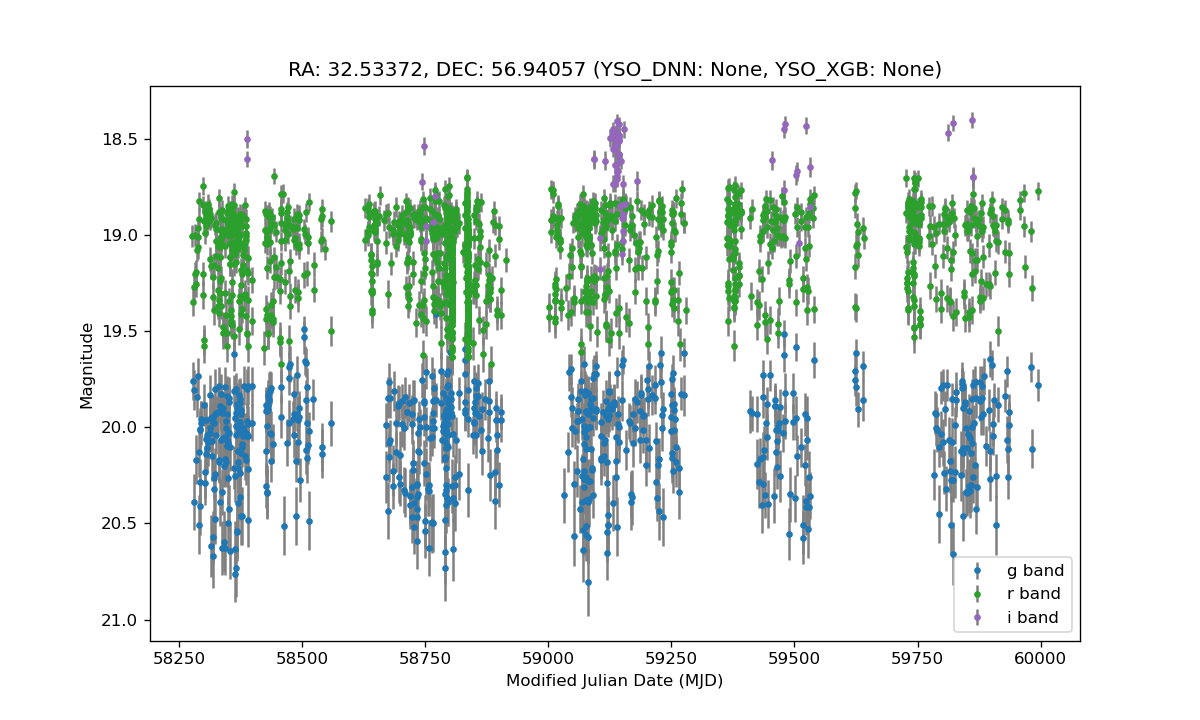 RA: 32.53372, DEC: 56.94057 (YSO_DNN: None, YSO_XGB: None)
18.5
19.0
19.5
20.0
20.5
21.0
Magnitude
g band
r band
i band
58250 58500 58750 59000 59250 59500 59750 60000
Modified Julian Date (MJD)